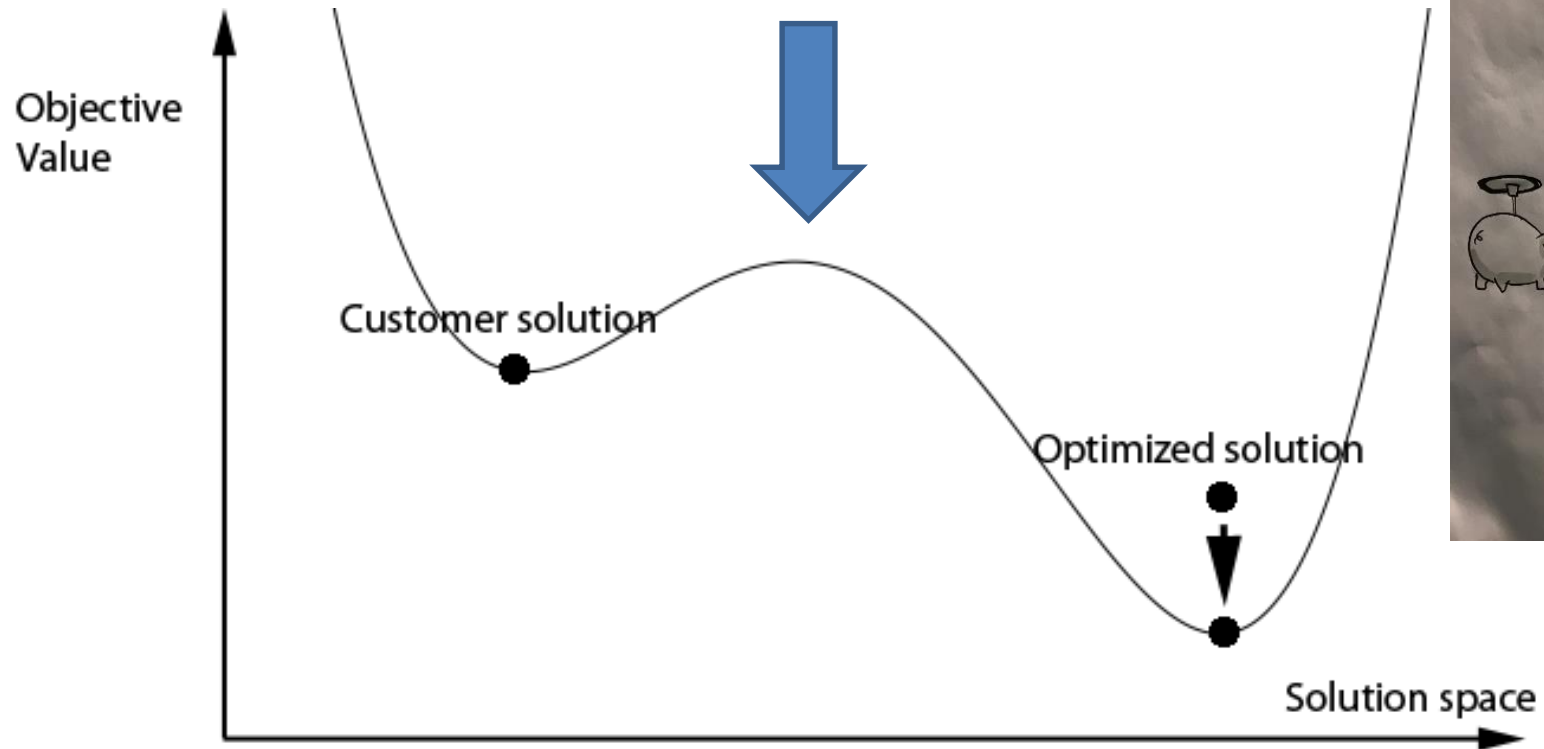 Objective
Value
Customer solution
Optimized solution
Solution space